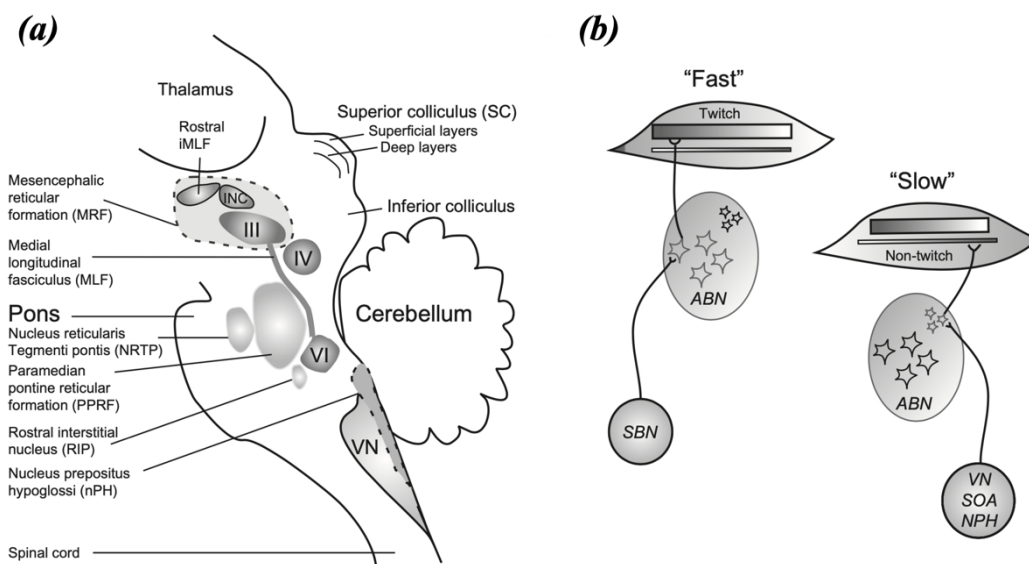 (a)
Thalamus
Rostral
iMLF
Superior colliculus (SC)
Superficial layers
Deep layers
Mesencephalic
reticular
formation (MRF)
INC
III
Inferior colliculus
Medial
longitudinal
fasciculus (MLF)
IV
Pons
Cerebellum
Nucleus reticularis
Tegmenti pontis (NRTP)
VI
Paramedian
pontine reticular
formation (PPRF)
Rostral interstitial
nucleus (RIP)
VN
Nucleus prepositus
hypoglossi (nPH)
Spinal cord
(b)
“Fast”
Twitch
ABN
SBN
“Slow”
Non-twitch
ABN
VN
SOA
NPH